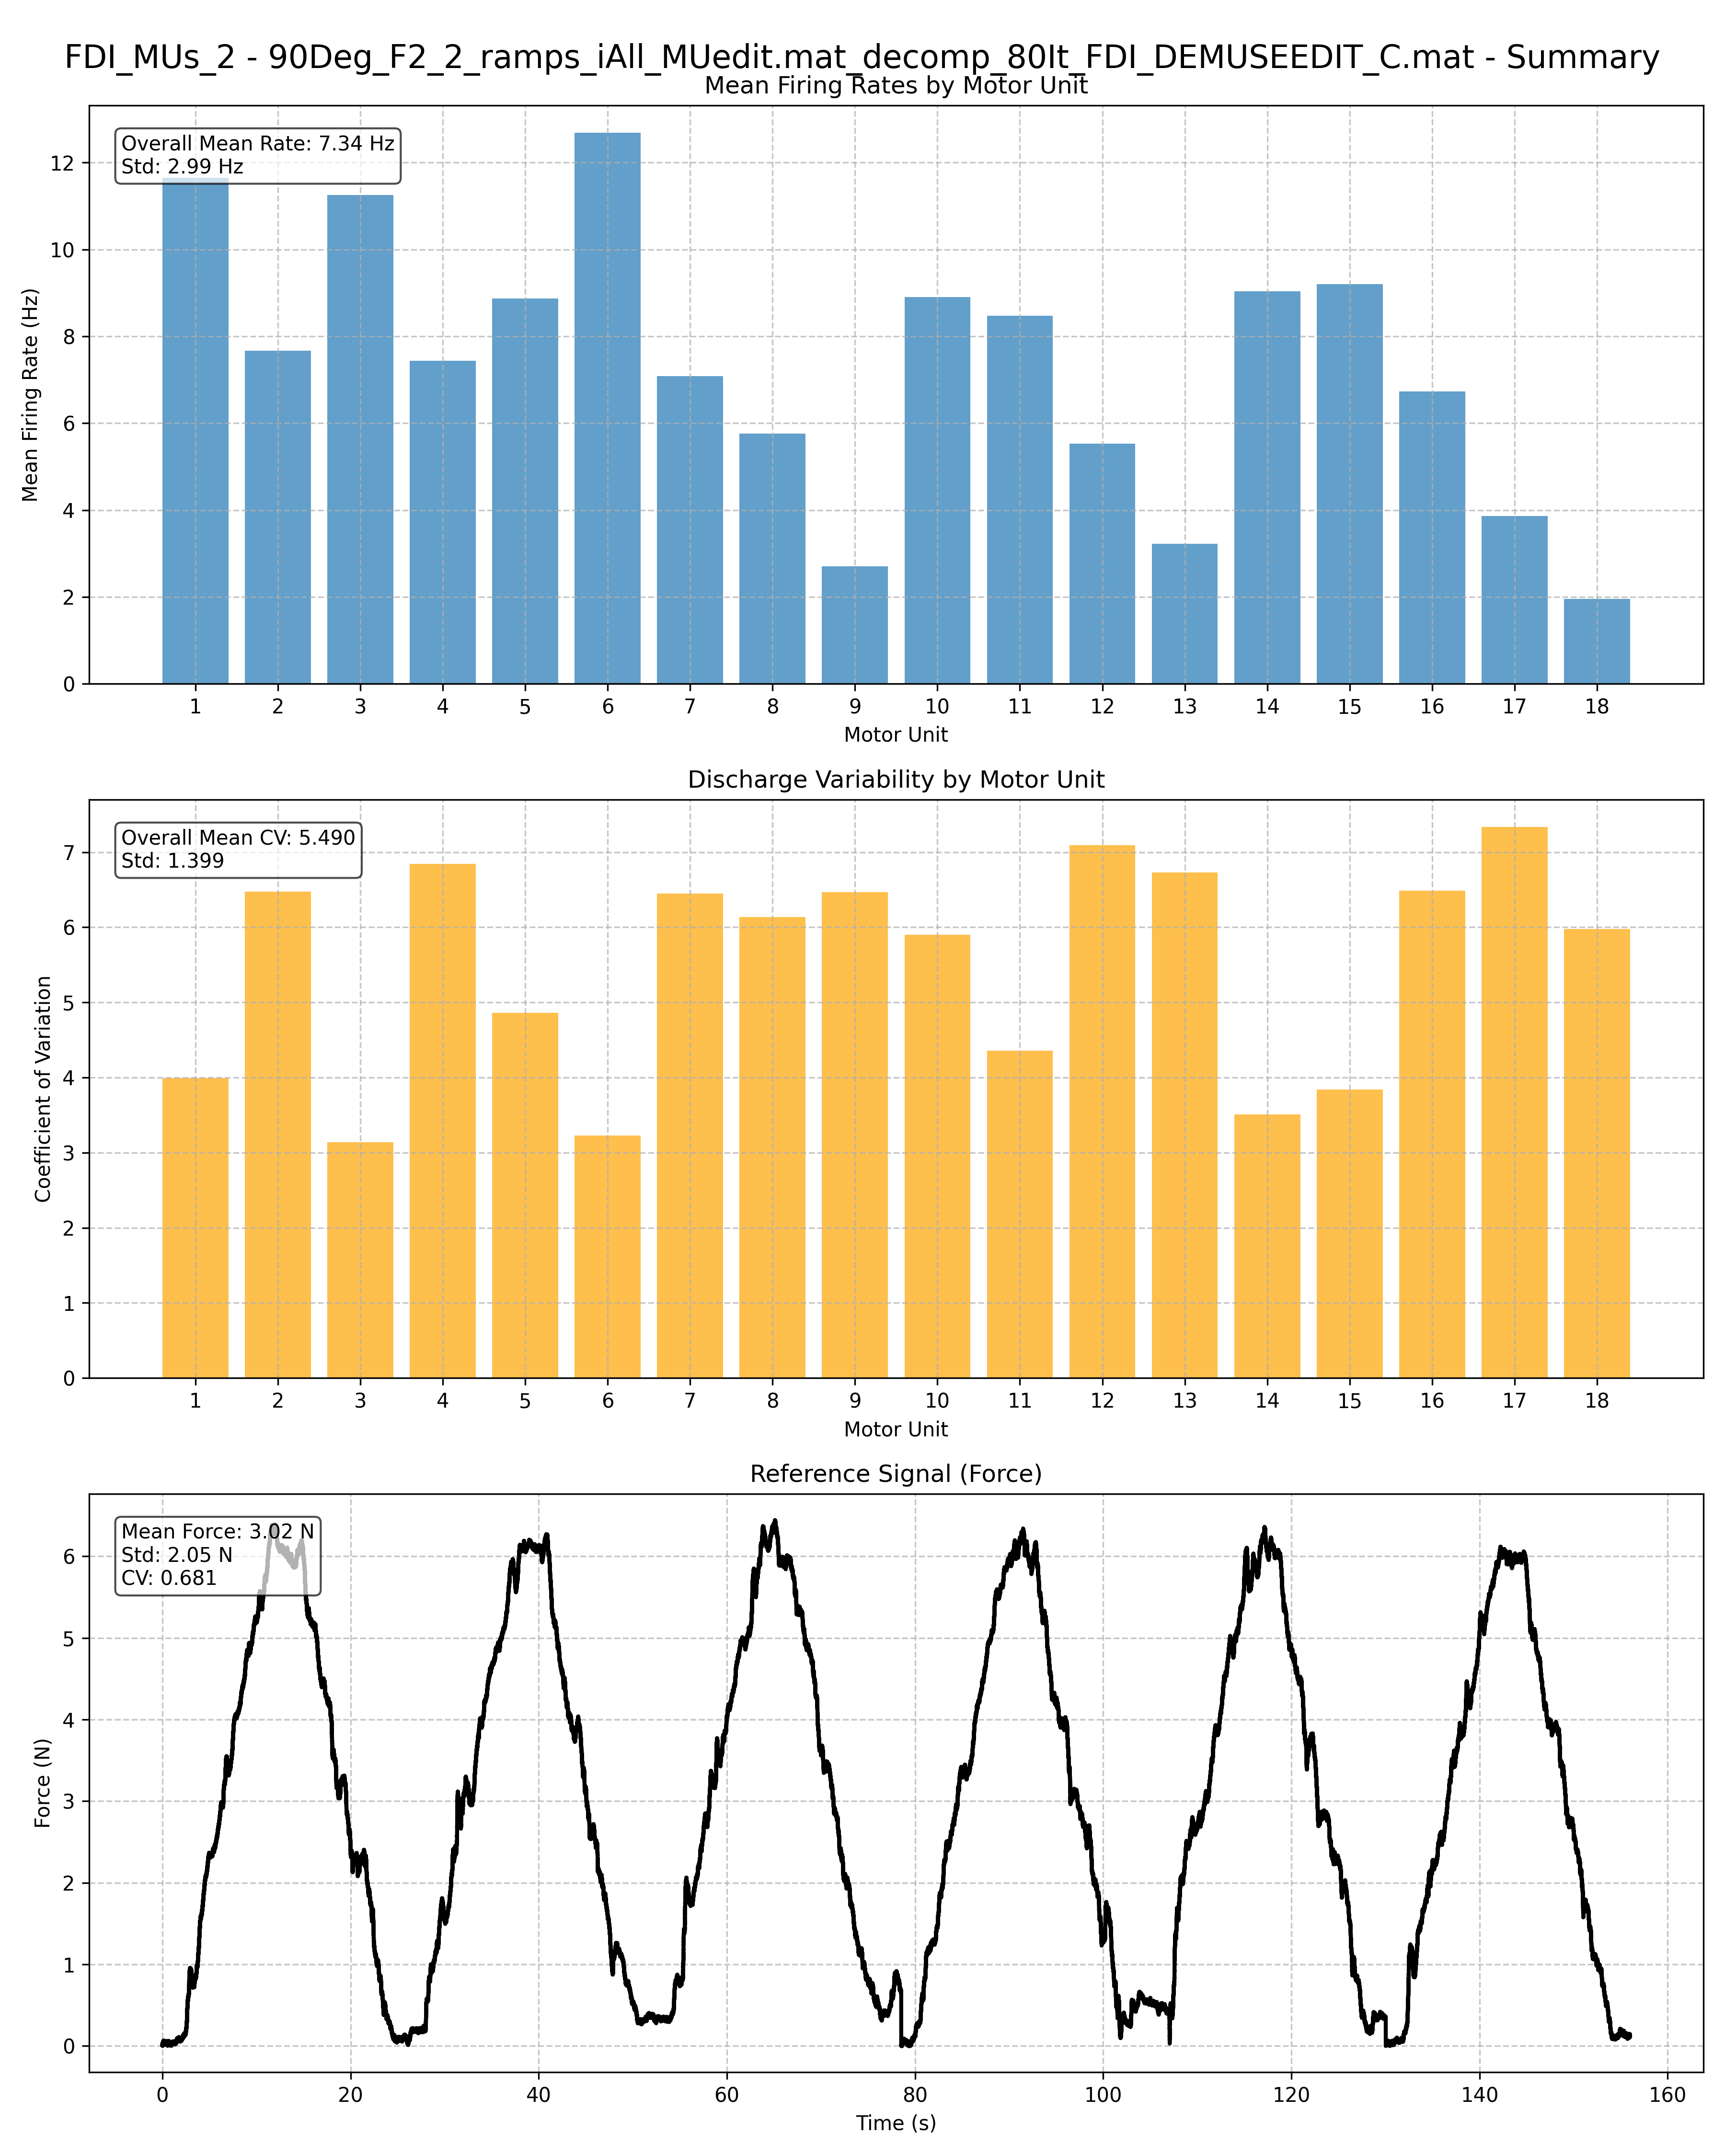 FDI_MUs_2 - 90Deg_F2_2_ramps_iAll_MUedit.mat_decomp_80It_FDI_DEMUSEEDIT_C.mat - Summary
Mean Firing Rates by Motor Unit
Overall Mean Rate: 7.34 Hz
Std: 2.99 Hz
Mean Firing Rate (Hz)
12
10
8
6
4
2
0
1 2 3 4 5 6 7 8 9 10 11 12 13 14 15 16 17 18
Motor Unit
Discharge Variability by Motor Unit
Overall Mean CV: 5.490
Std: 1.399
Coefficient of Variation
7
6
5
4
3
2
1
0
1 2 3 4 5 6 7 8 9 10 11 12 13 14 15 16 17 18
Motor Unit
Reference Signal (Force)
Mean Force: 3.02 N
Std: 2.05 N
CV: 0.681
Force (N)
6
5
4
3
2
1
0
0 20 40 60 80 100 120 140 160
Time (s)